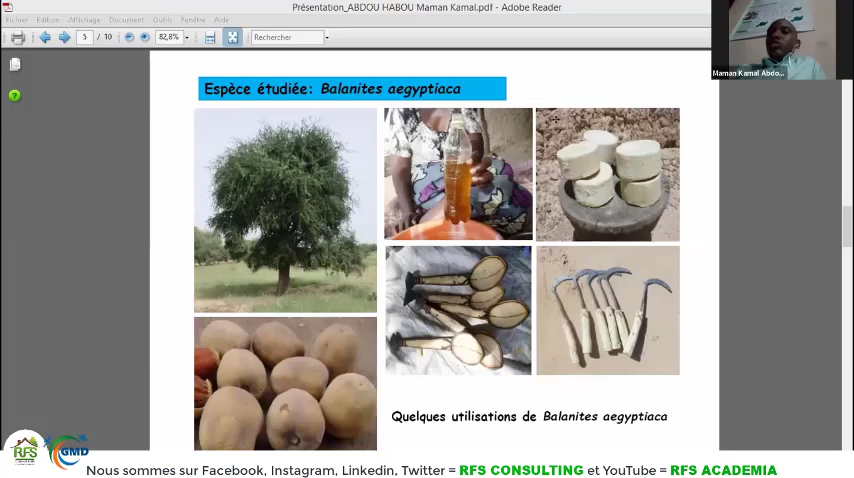 Présentation_ABDOU HABOU Maman Kamal.pdf - Adobe Reader
Fichier Edition Affichage Document Outils Fenêtre Aide
5 / 10 82,8% Rechercher
Maman Kamal Abdo...
Espèce étudiée: Balanites aegyptiaca
Quelques utilisations de Balanites aegyptiaca
RFS
GMD
Nous sommes sur Facebook, Instagram, Linkedin, Twitter = RFS CONSULTING et YouTube = RFS ACADEMIA